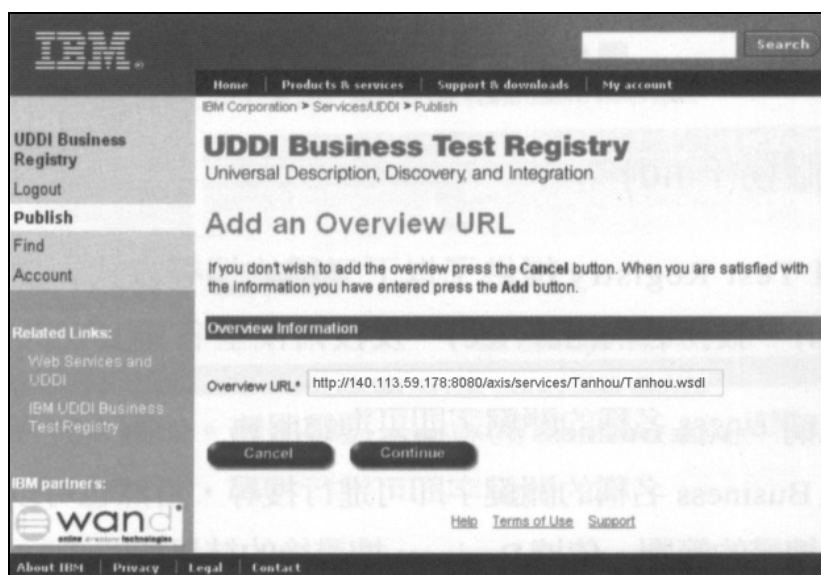 IBM
Search
Home | Products & services | Support & downloads | My account
IBM Corporation > Services/UDDI > Publish
UDDI Business
Registry
Logout
Publish
Find
Account
Related Links:
Web Services and
UDDI
IBM UDDI Business
Test Registry
IBM partners:
wand
online directory technologies
UDDI Business Test Registry
Universal Description, Discovery, and Integration
Add an Overview URL
If you don't wish to add the overview press the Cancel button. When you are satisfied with
the information you have entered press the Add button.
Overview Information
Overview URL* http://140.113.59.178:8080/axis/services/Tanhou/Tanhou.wsdl
Cancel Continue
Help Terms of Use Support
About IBM | Privacy | Legal | Contact